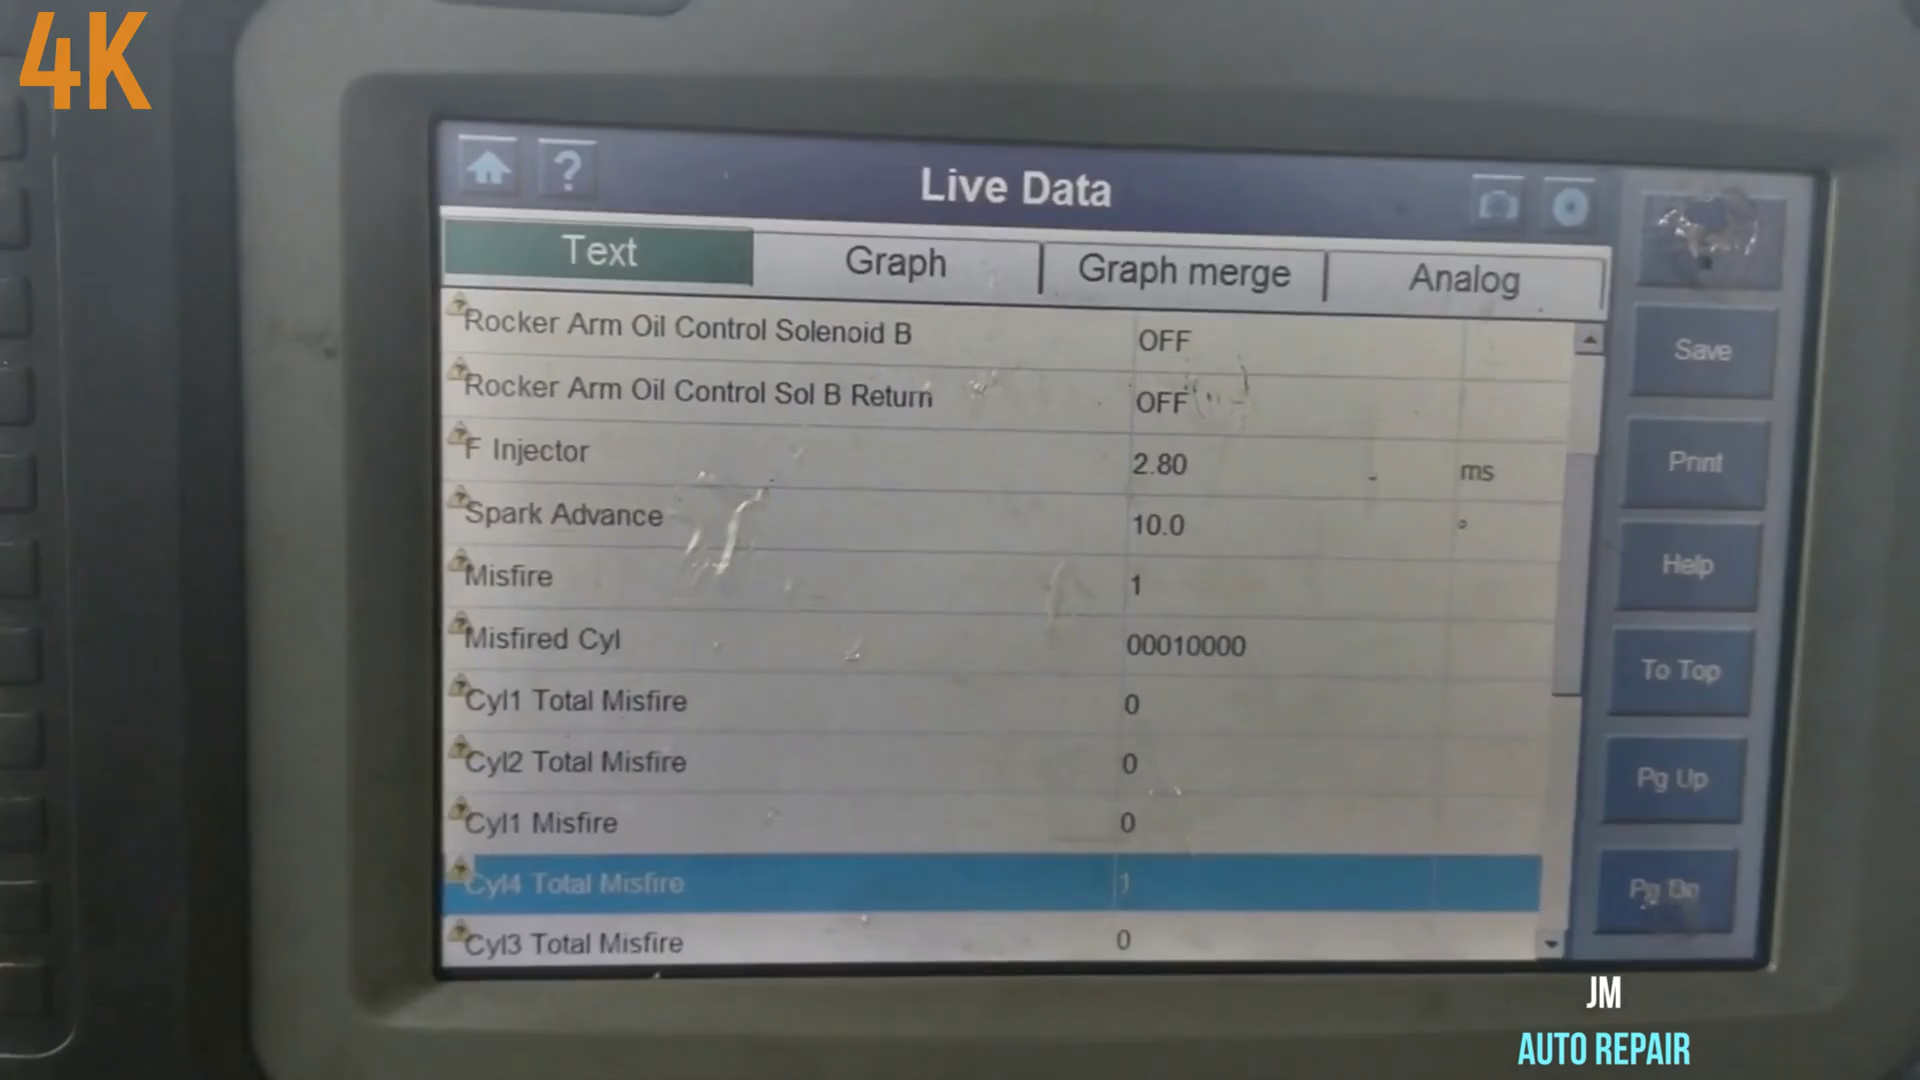 4K
?
Live Data
Text Graph Graph merge Analog
Rocker Arm Oil Control Solenoid B OFF
Rocker Arm Oil Control Sol B Return OFF
F Injector 2.80 ms
Spark Advance 10.0 °
Misfire 1
Misfired Cyl 00010000
Cyl1 Total Misfire 0
Cyl2 Total Misfire 0
Cyl1 Misfire 0
Cyl4 Total Misfire 1
Cyl3 Total Misfire 0
Save
Print
Help
To Top
Pg Up
Pg Dn
JM
AUTO REPAIR